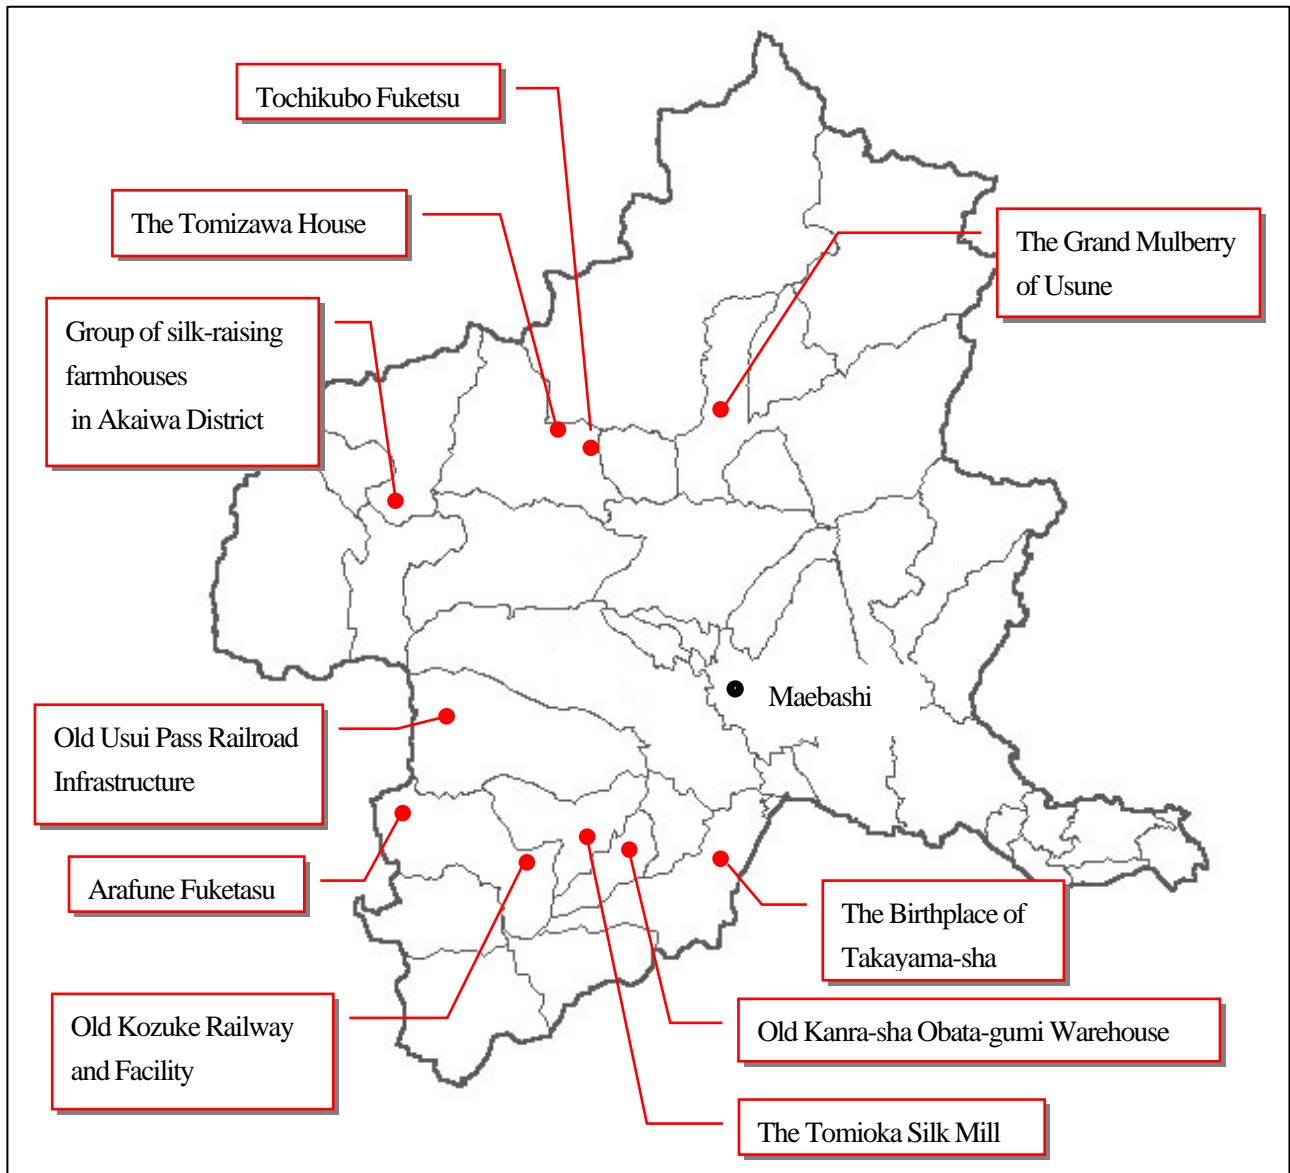 Tochikubo Fuketsu
The Tomizawa House
The Grand Mulberry
of Usune
Group of silk-raising
farmhouses
in Akaiwa District
Maebashi
Old Usui Pass Railroad
Infrastructure
Arafune Fuketasu
The Birthplace of
Takayama-sha
Old Kozuke Railway
and Facility
Old Kanra-sha Obata-gumi Warehouse
The Tomioka Silk Mill